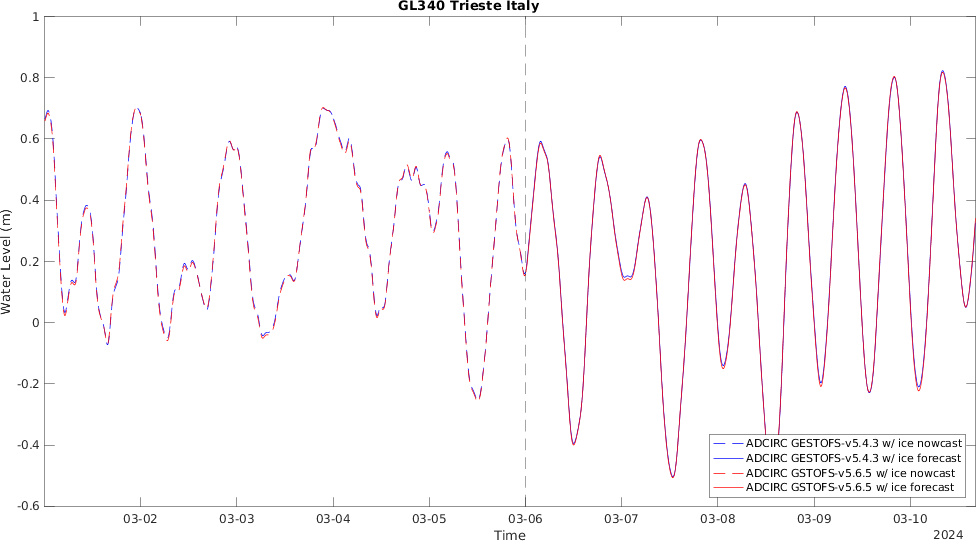 GL340 Trieste Italy
1
0.8
0.6
0.4
0.2
0
-0.2
-0.4
-0.6
Water Level (m)
ADCIRC GESTOFS-v5.4.3 w/ ice nowcast
ADCIRC GESTOFS-v5.4.3 w/ ice forecast
ADCIRC GSTOFS-v5.6.5 w/ ice nowcast
ADCIRC GSTOFS-v5.6.5 w/ ice forecast
03-02 03-03 03-04 03-05 03-06 03-07 03-08 03-09 03-10
Time
2024